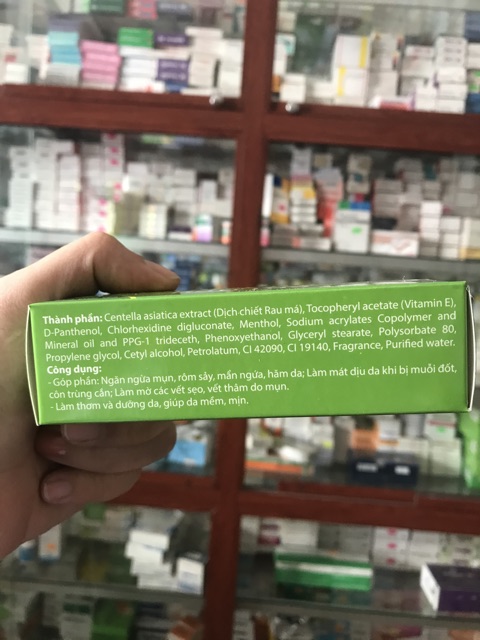 Thành phần: Centella asiatica extract (Dịch chiết Rau má), Tocopheryl acetate (Vitamin E),
D-Panthenol, Chlorhexidine digluconate, Menthol, Sodium acrylates Copolymer and
Mineral oil and PPG-1 trideceth, Phenoxyethanol, Glyceryl stearate, Polysorbate 80,
Propylene glycol, Cetyl alcohol, Petrolatum, CI 42090, CI 19140, Fragrance, Purified water.
Công dụng:
- Góp phần: Ngăn ngừa mụn, rôm sảy, mẩn ngứa, hăm da; Làm mát dịu da khi bị muỗi đốt,
côn trùng cắn; Làm mờ các vết sẹo, vết thâm do mụn.
- Làm thơm và dưỡng da, giúp da mềm, mịn.